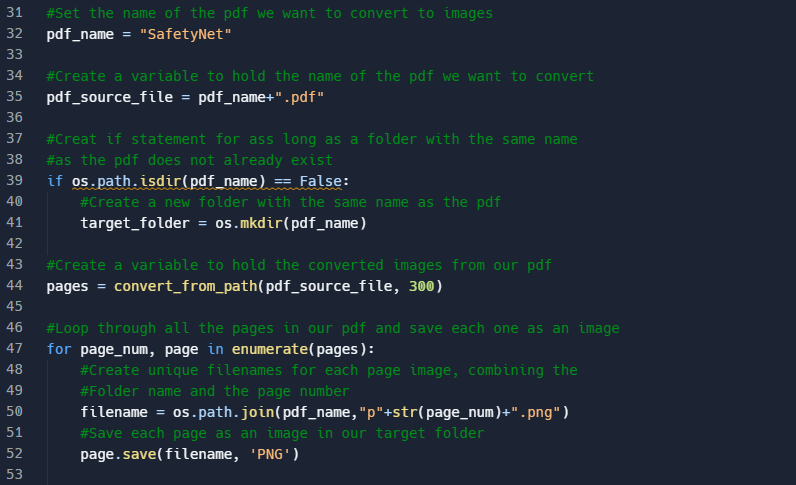 31 #Set the name of the pdf we want to convert to images
32 pdf_name = "SafetyNet"
33
34 #Create a variable to hold the name of the pdf we want to convert
35 pdf_source_file = pdf_name+".pdf"
36
37 #Creat if statement for ass long as a folder with the same name
38 #as the pdf does not already exist
39 if os.path.isdir(pdf_name) == False:
40     #Create a new folder with the same name as the pdf
41     target_folder = os.mkdir(pdf_name)
42
43 #Create a variable to hold the converted images from our pdf
44 pages = convert_from_path(pdf_source_file, 300)
45
46 #Loop through all the pages in our pdf and save each one as an image
47 for page_num, page in enumerate(pages):
48     #Create unique filenames for each page image, combining the
49     #Folder name and the page number
50     filename = os.path.join(pdf_name,"p"+str(page_num)+".png")
51     #Save each page as an image in our target folder
52     page.save(filename, 'PNG')
53